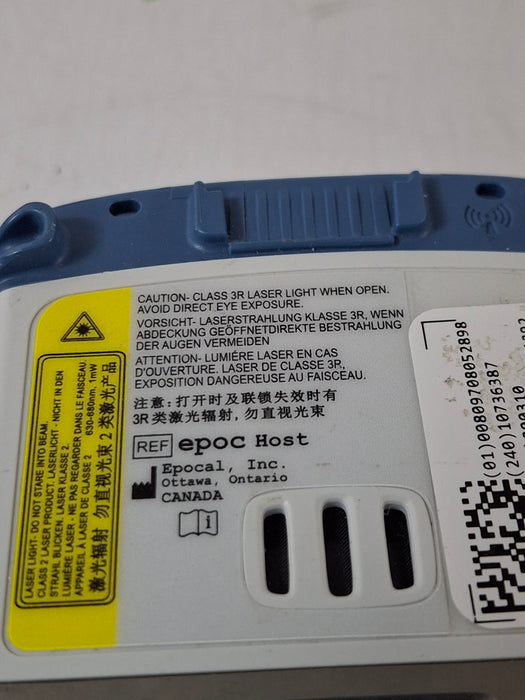 CAUTION- CLASS 3R LASER LIGHT WHEN OPEN.
AVOID DIRECT EYE EXPOSURE.
VORSICHT- LASERSTRAHLUNG KLASSE 3R, WENN
ABDECKUNG GEÖFFNETDIREKTE BESTRAHLUNG
DER AUGEN VERMEIDEN
ATTENTION- LUMIÉRE LASER EN CAS
D'OUVERTURE. LASER DE CLASSE 3R,
EXPOSITION DANGEREUSE AU FAISCEAU.
注意: 打开时及联锁失效时有
3R 类激光辐射, 勿直视光束
REF epoc Host
Epocal, Inc.
Ottawa, Ontario
CANADA
LASER LIGHT- DO NOT STARE INTO BEAM.
CLASS 2 LASER PRODUCT. LASERLICHT - NICHT IN DEN
STRAHL BLICKEN. LASER KLASSE 2.
LUMIÈRE LASER - NE PAS REGARDER DANS LE FAISCEAU.
APPAREIL À LASER DE CLASSE 2 630-680nm, 1mW
激光辐射 勿直视光束 2 类激光产品
(01)00809708052898
(240)10736387